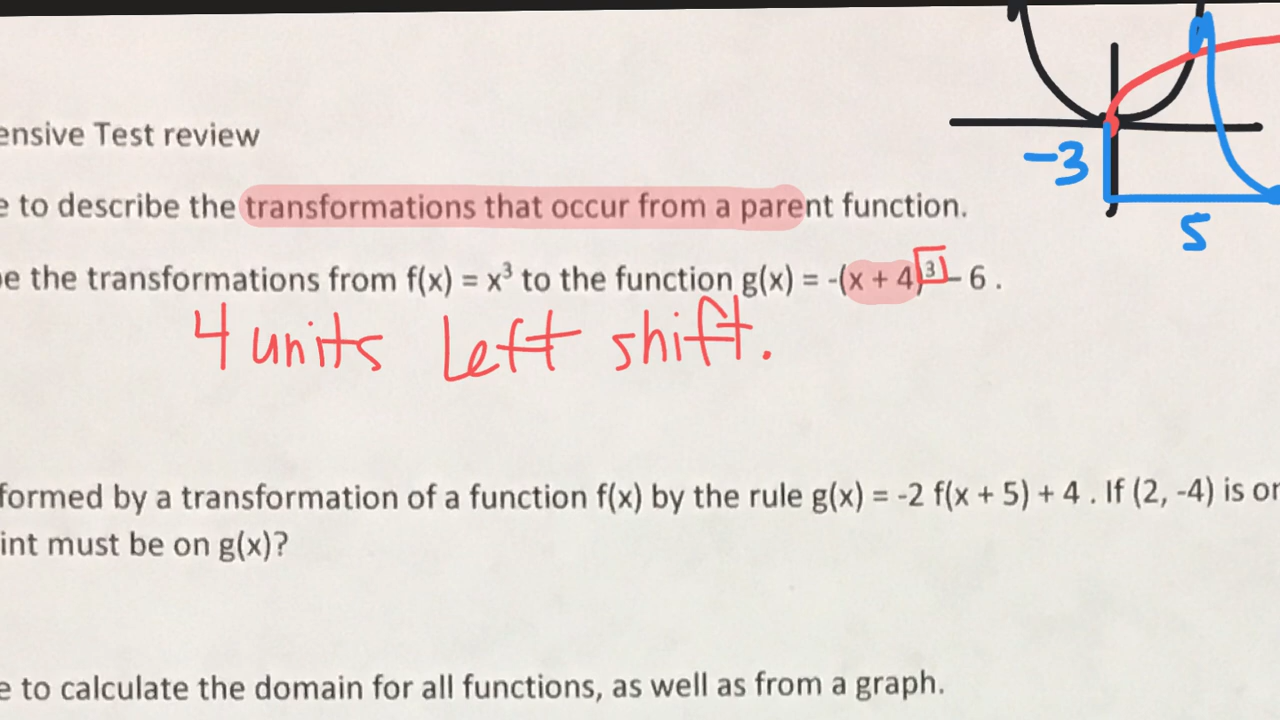 ensive Test review
-3
e to describe the transformations that occur from a parent function.
5
be the transformations from f(x) = x³ to the function g(x) = -(x + 4)³ – 6 .
4 units Left shift.
formed by a transformation of a function f(x) by the rule g(x) = -2 f(x + 5) + 4 . If (2, -4) is on
int must be on g(x)?
e to calculate the domain for all functions, as well as from a graph.